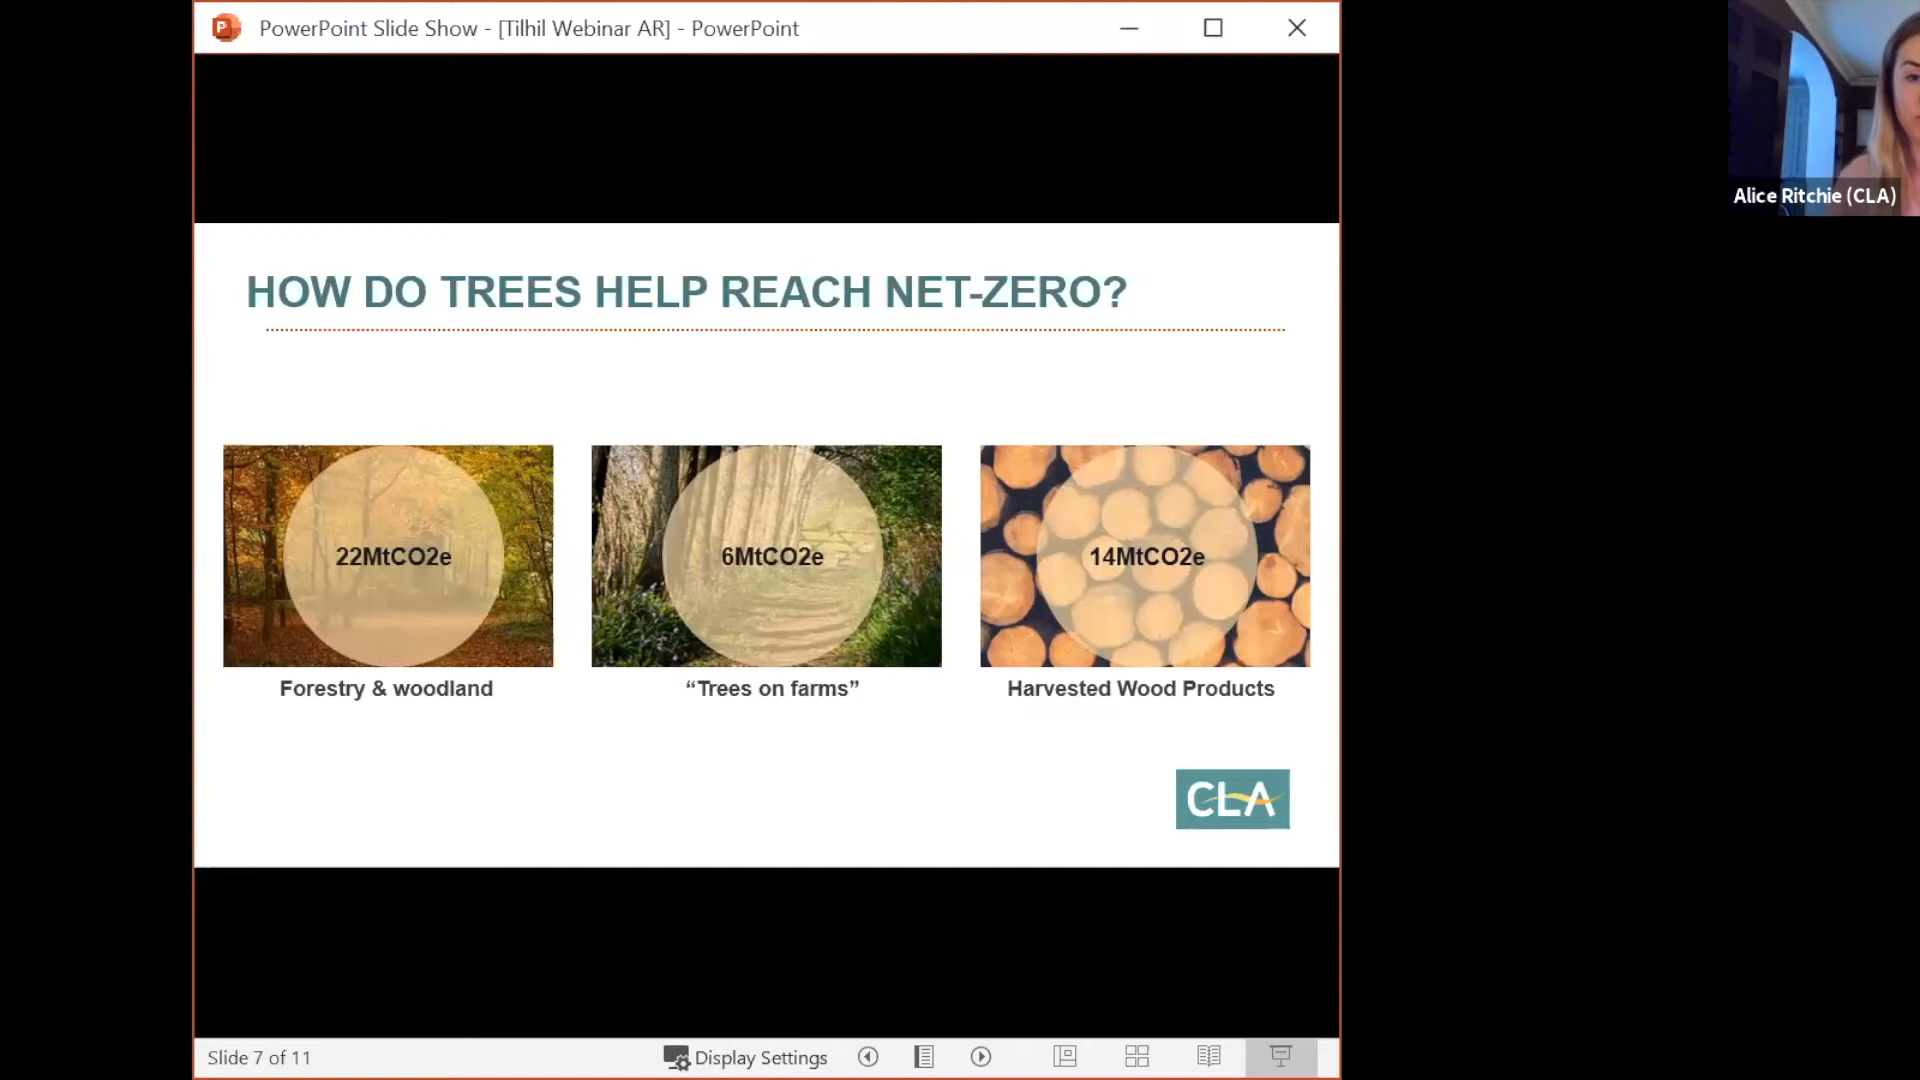 PowerPoint Slide Show - [Tilhil Webinar AR] - PowerPoint
Alice Ritchie (CLA)
HOW DO TREES HELP REACH NET-ZERO?
22MtCO2e
6MtCO2e
14MtCO2e
Forestry & woodland
“Trees on farms”
Harvested Wood Products
CLA
Slide 7 of 11
Display Settings